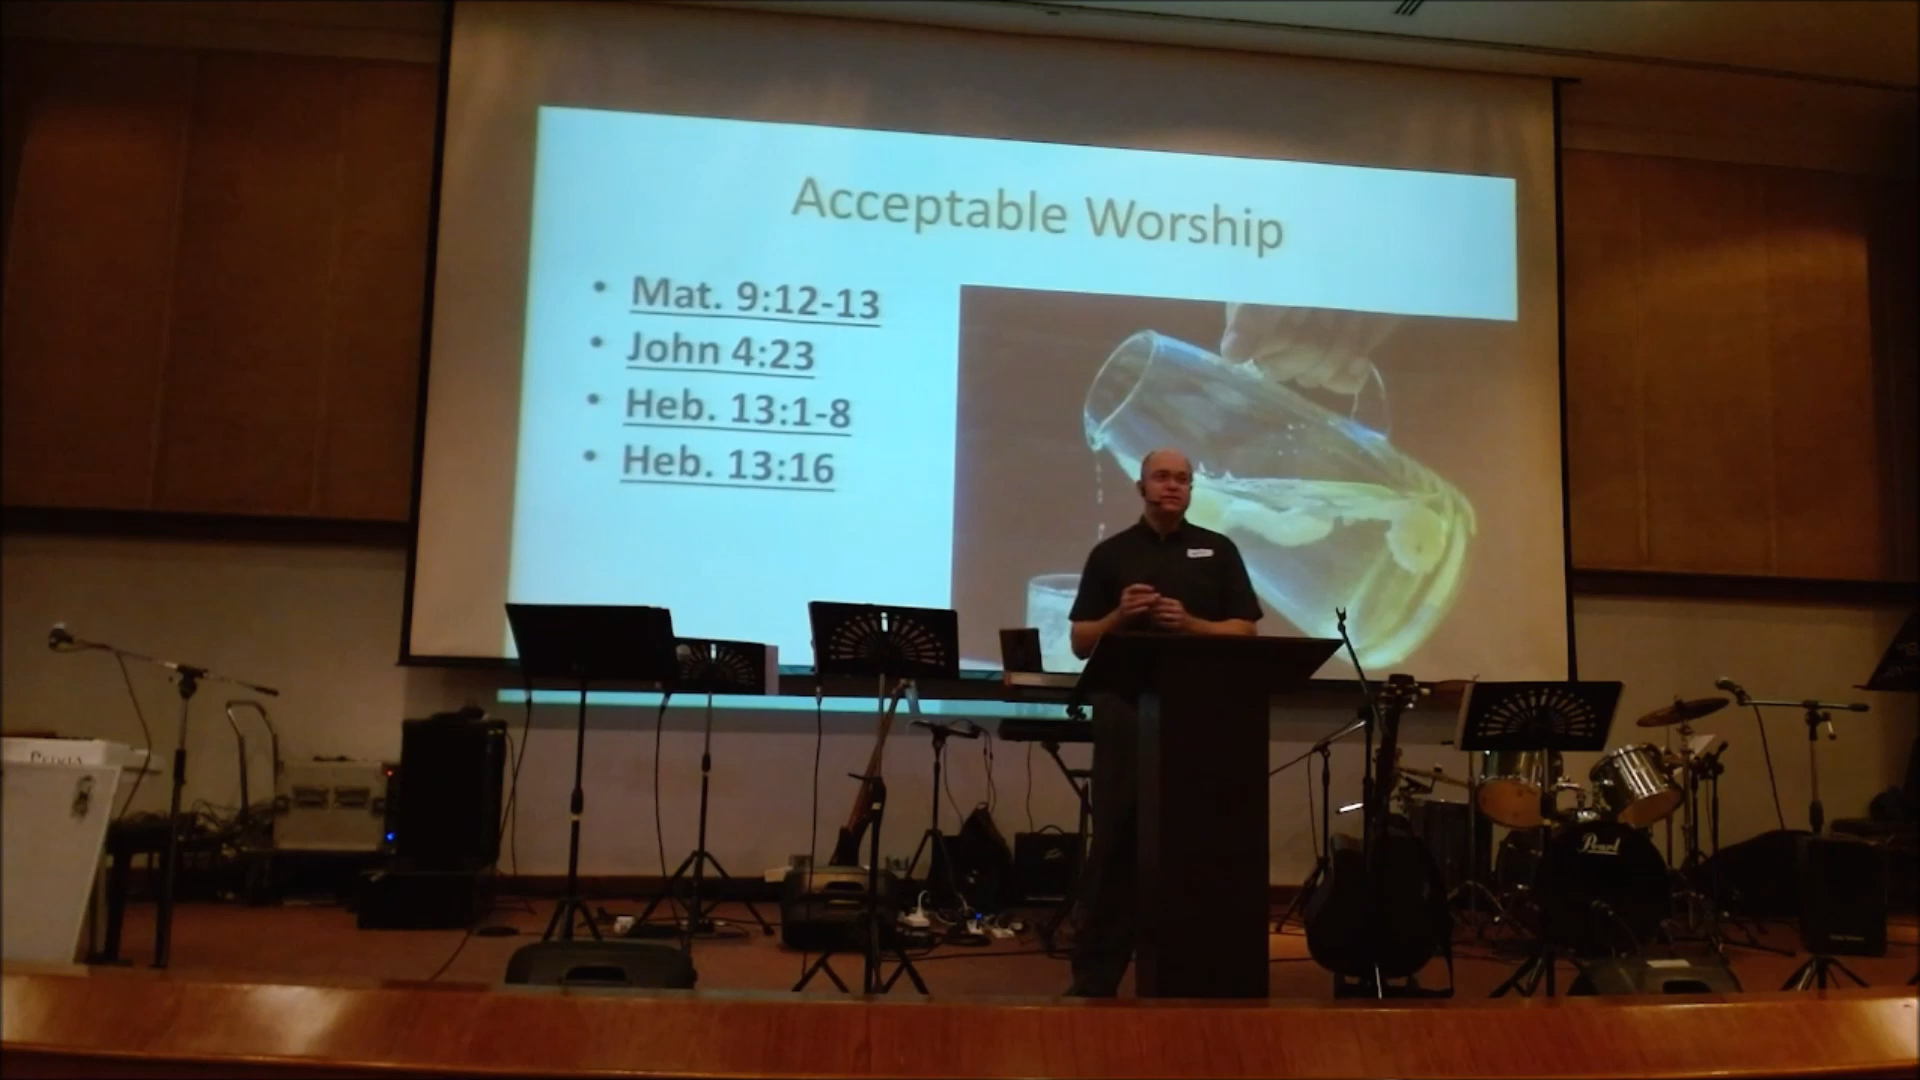 Acceptable Worship
• Mat. 9:12-13
• John 4:23
• Heb. 13:1-8
• Heb. 13:16
Pearl